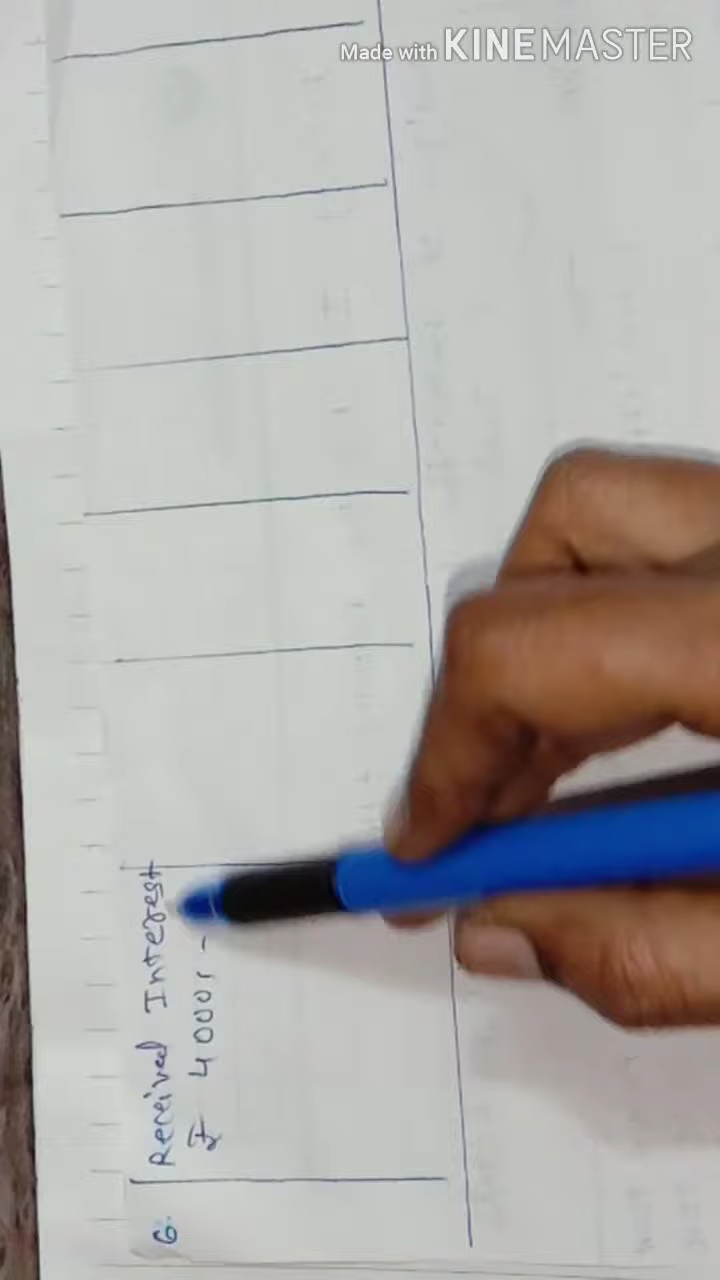 Made with KINEMASTER
6. Received Interest
₹ 4000, -